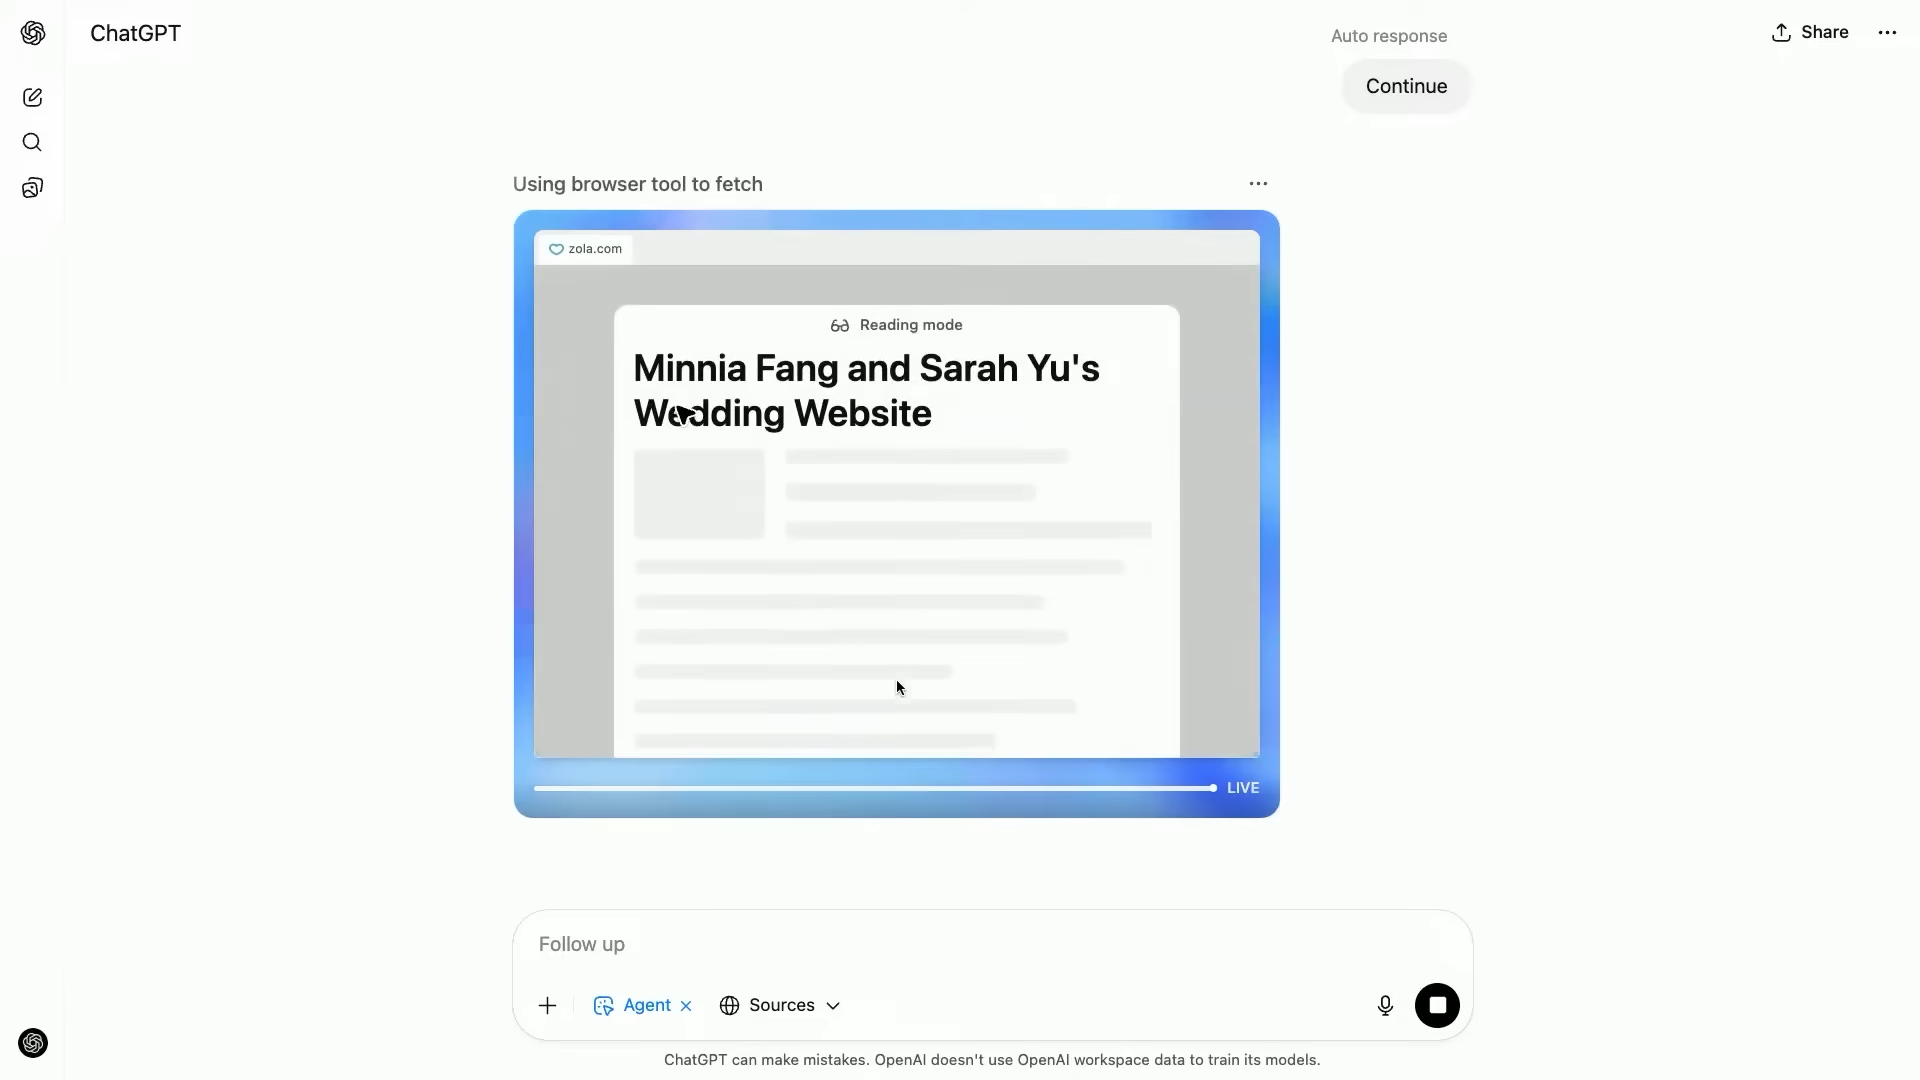 ChatGPT
Auto response
Share
Continue
Using browser tool to fetch
zola.com
Reading mode
Minnia Fang and Sarah Yu's
Wedding Website
LIVE
Follow up
Agent
Sources
ChatGPT can make mistakes. OpenAI doesn't use OpenAI workspace data to train its models.